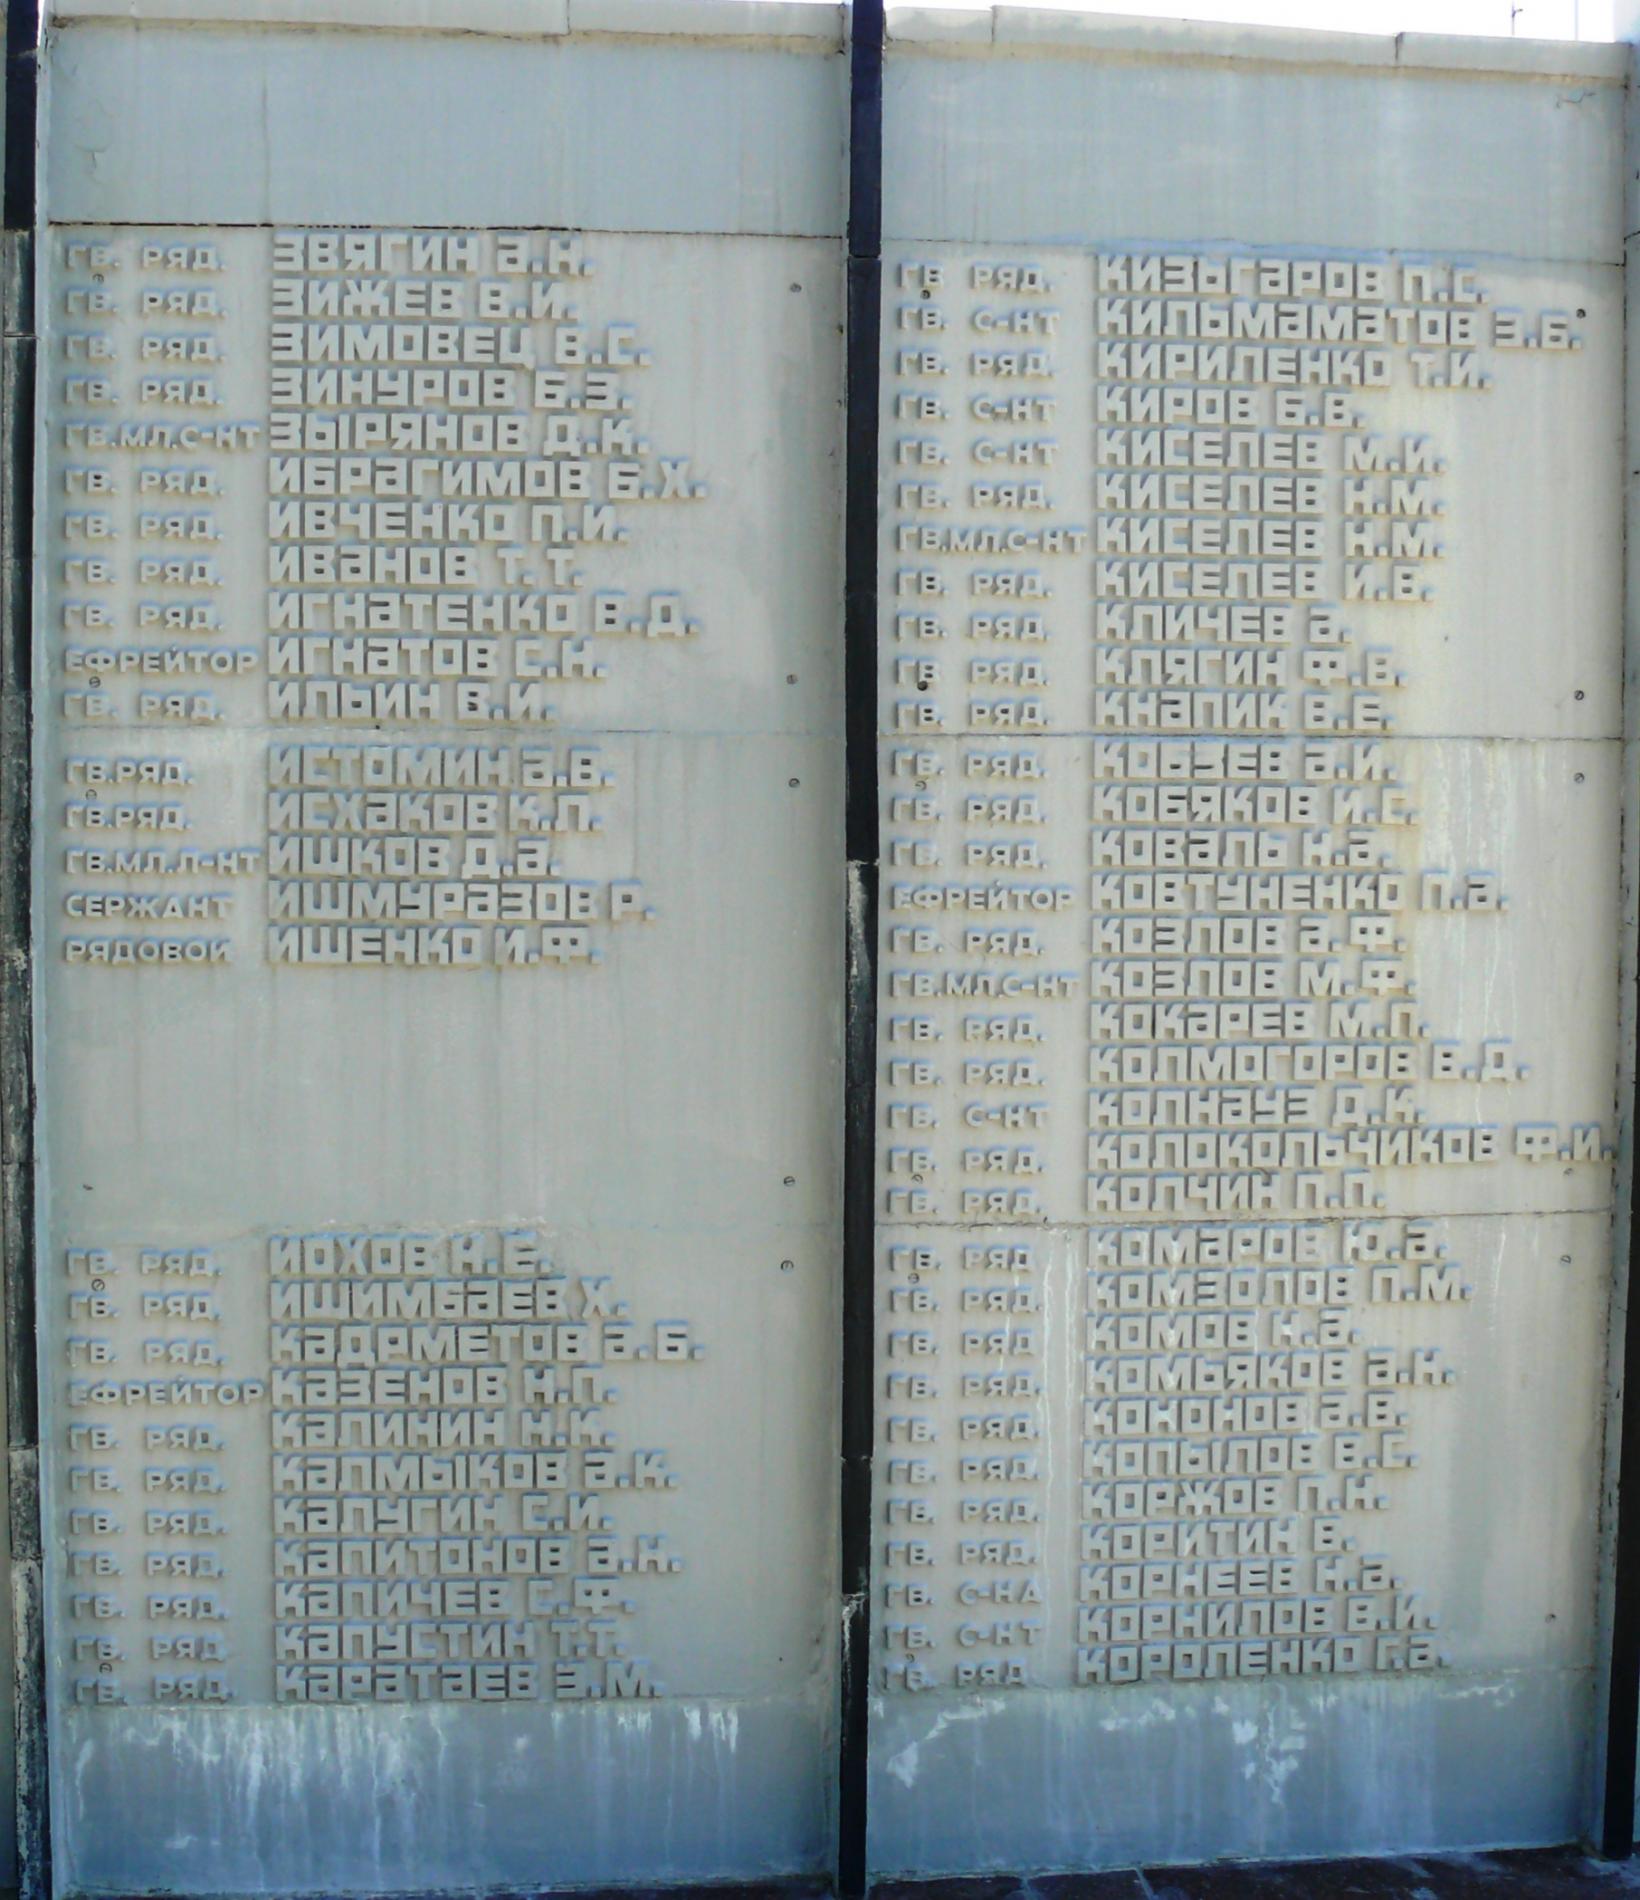 ГВ. РЯД. ЗВЯГИН А.Н.
ГВ. РЯД. ЗИЖЕВ В.И.
ГВ. РЯД. ЗИМОВЕЦ В.С.
ГВ. РЯД. ЗИНУРОВ Б.З.
ГВ.МЛ.С-НТ ЗЫРЯНОВ Д.К.
ГВ. РЯД. ИБРАГИМОВ Б.Х.
ГВ. РЯД. ИВЧЕНКО П.И.
ГВ. РЯД. ИВАНОВ Т.Т.
ГВ. РЯД. ИГНАТЕНКО В.Д.
ЕФРЕЙТОР ИГНАТОВ С.Н.
ГВ. РЯД. ИЛЬИН В.И.
ГВ.РЯД. ИСТОМИН А.В.
ГВ.РЯД. ИСХАКОВ К.Л.
ГВ.МЛ.Л-НТ ИШКОВ Д.А.
СЕРЖАНТ ИШМУРАЗОВ Р.
РЯДОВОЙ ИШЕНКО И.Ф.
ГВ. РЯД. ИОХОВ Н.Е.
ГВ. РЯД. ИШИМБАЕВ Х.
ГВ. РЯД. КАДРМЕТОВ А.Б.
ЕФРЕЙТОР КАЗЕНОВ Н.П.
ГВ. РЯД. КАЛИНИН Н.К.
ГВ. РЯД. КАЛМЫКОВ А.К.
ГВ. РЯД. КАЛУГИН С.И.
ГВ. РЯД. КАПИТОНОВ А.Н.
ГВ. РЯД. КАПИЧЕВ С.Ф.
ГВ. РЯД. КАПУСТИН Т.Т.
ГВ. РЯД. КАРАТАЕВ З.М.
ГВ РЯД. КИЗЫГАРОВ П.С.
ГВ. С-НТ КИЛЬМАМАТОВ З.Б.
ГВ. РЯД. КИРИЛЕНКО Т.И.
ГВ. С-НТ КИРОВ Б.В.
ГВ. С-НТ КИСЕЛЕВ М.И.
ГВ. РЯД. КИСЕЛЕВ Н.М.
ГВ.МЛ.С-НТ КИСЕЛЕВ Н.М.
ГВ. РЯД. КИСЕЛЕВ И.В.
ГВ. РЯД. КЛИЧЕВ А.
ГВ РЯД. КЛЯГИН Ф.В.
ГВ. РЯД. КНАПИК В.Е.
ГВ. РЯД. КОБЗЕВ А.И.
ГВ. РЯД. КОБЯКОВ И.С.
ГВ. РЯД. КОВАЛЬ Н.А.
ЕФРЕЙТОР КОВТУНЕНКО П.А.
ГВ. РЯД. КОЗЛОВ А.Ф.
ГВ.МЛ.С-НТ КОЗЛОВ М.Ф.
ГВ. РЯД. КОКАРЕВ М.П.
ГВ. РЯД. КОЛМОГОРОВ В.Д.
ГВ. С-НТ КОЛНАУЗ Д.К.
ГВ. РЯД. КОЛОКОЛЬЧИКОВ Ф.И.
ГВ. РЯД. КОЛЧИН П.П.
ГВ. РЯД КОМАРОВ Ю.А.
ГВ. РЯД. КОМЗОЛОВ П.М.
ГВ. РЯД КОМОВ Н.А.
ГВ. РЯД. КОМЬЯКОВ А.Н.
ГВ. РЯД. КОНОНОВ А.В.
ГВ. РЯД. КОПЫЛОВ В.С.
ГВ. РЯД. КОРЖОВ П.Н.
ГВ. РЯД. КОРИТИН В.
ГВ. С-НА КОРНЕЕВ Н.А.
ГВ. С-НТ КОРНИЛОВ В.И.
ГВ. РЯД КОРОЛЕНКО Г.А.